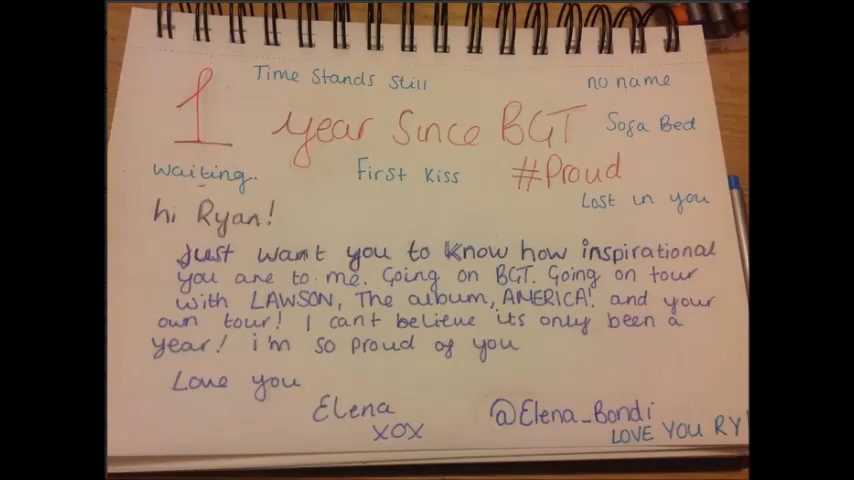 Time Stands Still
no name
1 year Since BGT
Sofa Bed
waiting.
First Kiss
#Proud
Lost in you
hi Ryan!
Just want you to know how inspirational
you are to me. Going on BGT. Going on tour
with LAWSON, The album, AMERICA! and your
own tour! I cant believe its only been a
year! i'm so proud of you
Love you
Elena
xox
@Elena_Bondi
LOVE YOU RY